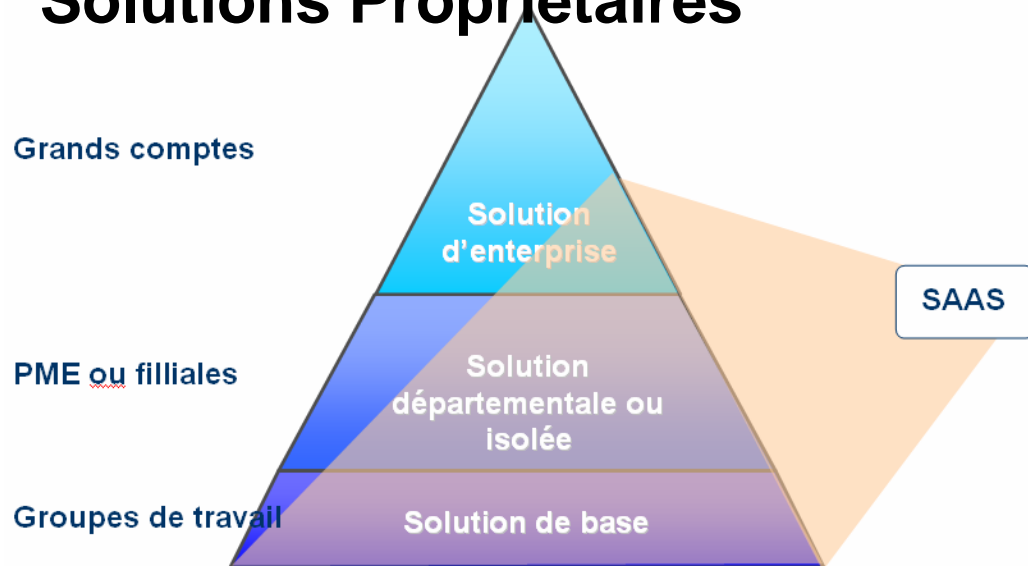 Solutions Propriétaires
Grands comptes
Solution
d'enterprise
SAAS
PME ou filliales
Solution
départementale ou
isolée
Groupes de travail
Solution de base